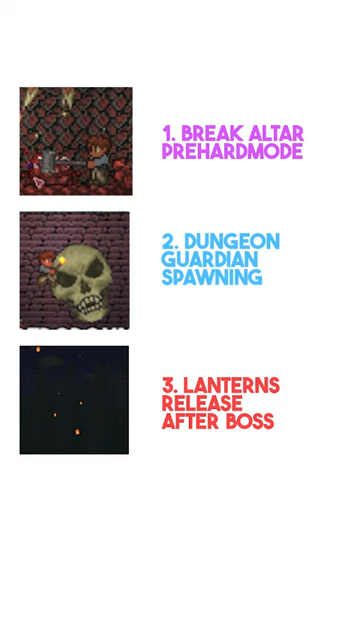 1. BREAK ALTAR
PREHARDMODE
2. DUNGEON
GUARDIAN
SPAWNING
3. LANTERNS
RELEASE
AFTER BOSS